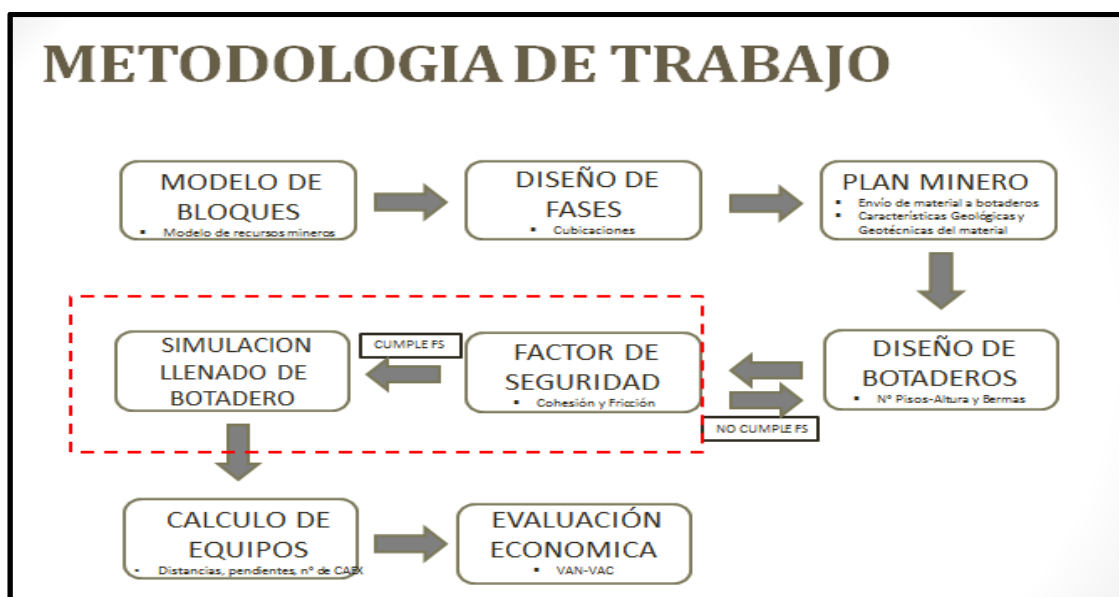 METODOLOGIA DE TRABAJO
MODELO DE
BLOQUES
▪ Modelo de recursos mineros
DISEÑO DE
FASES
▪ Cubicaciones
PLAN MINERO
▪ Envío de material a botaderos
▪ Características Geológicas y
Geotécnicas del material
DISEÑO DE
BOTADEROS
▪ N° Pisos-Altura y Bermas
FACTOR DE
SEGURIDAD
▪ Cohesión y Fricción
NO CUMPLE FS
CUMPLE FS
SIMULACION
LLENADO DE
BOTADERO
CALCULO DE
EQUIPOS
▪ Distancias, pendientes, n° de CAEX
EVALUACIÓN
ECONOMICA
▪ VAN-VAC